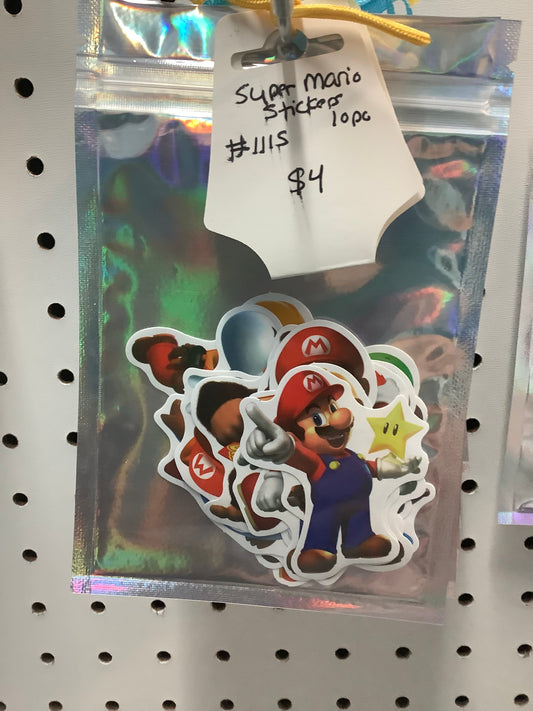 Super Mario
Stickers
10pc
#1115
$4
M
M